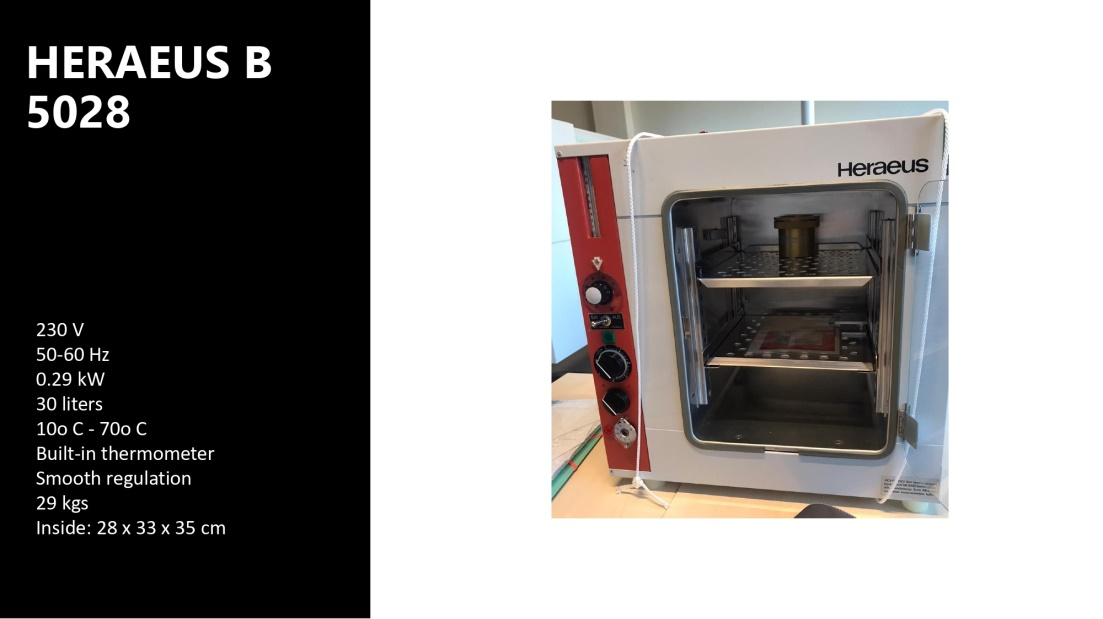 HERAEUS B
5028
230 V
50-60 Hz
0.29 kW
30 liters
10o C - 70o C
Built-in thermometer
Smooth regulation
29 kgs
Inside: 28 x 33 x 35 cm
Heraeus